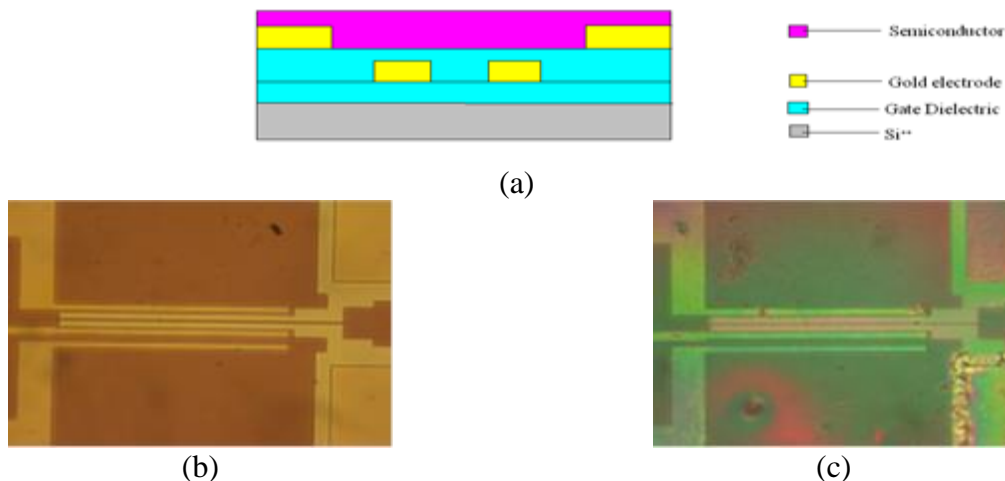 Semiconductor
Gold electrode
Gate Dielectric
Si++
(a)
(b)
(c)